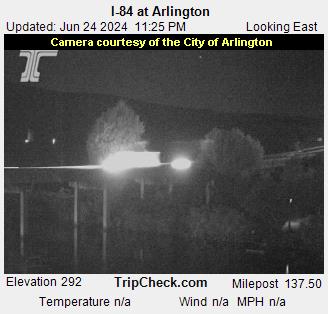 I-84 at Arlington
Updated: Jun 24 2024 11:25 PM Looking East
Camera courtesy of the City of Arlington
Elevation 292 TripCheck.com Milepost 137.50
Temperature n/a Wind n/a MPH n/a